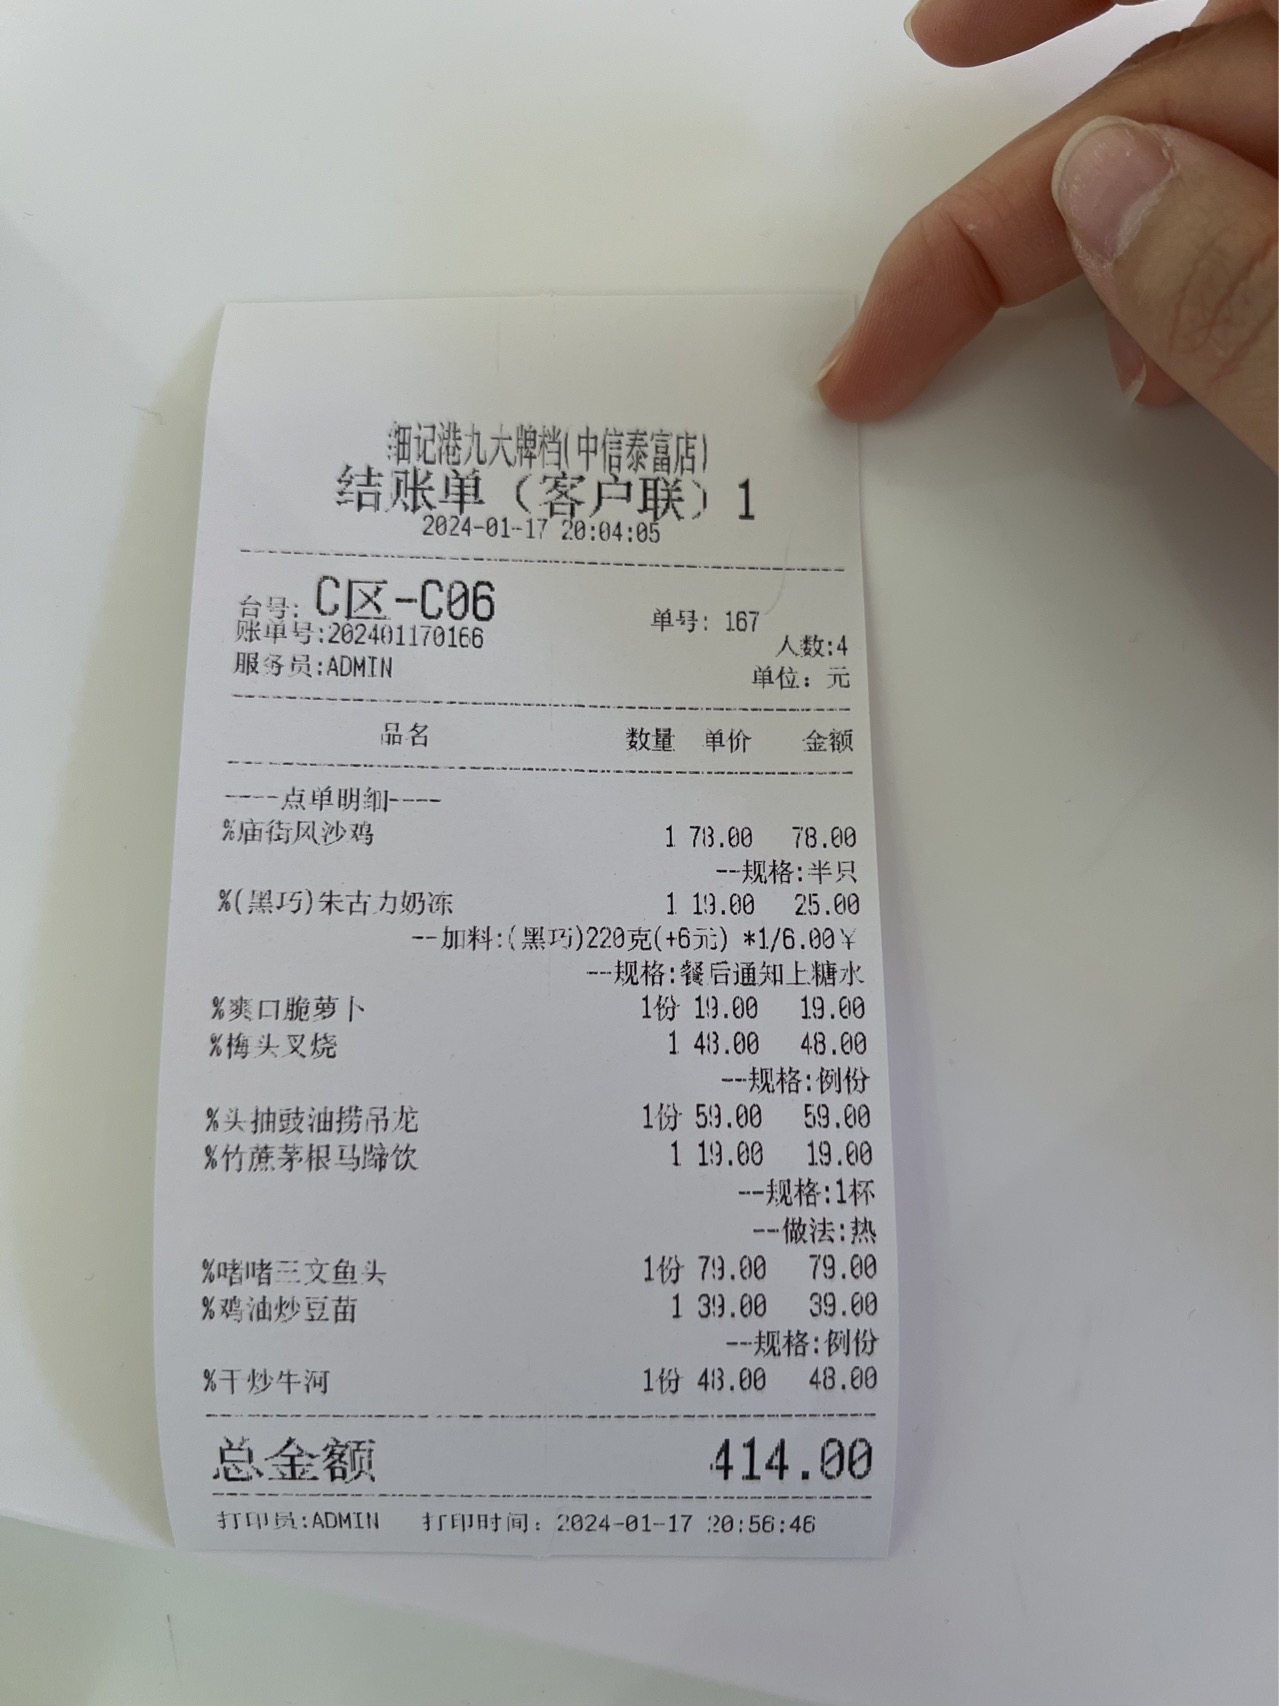 细记港九大牌档(中信泰富店)
结账单（客户联）1
2024-01-17 20:04:05
台号: C区-C06 单号: 167
账单号:202401170166 人数:4
服务员:ADMIN 单位: 元
品名 数量 单价 金额
----点单明细----
%庙街风沙鸡 1 78.00 78.00
--规格:半只
%(黑巧)朱古力奶冻 1 19.00 25.00
--加料:(黑巧)220克(+6元) *1/6.00¥
--规格:餐后通知上糖水
%爽口脆萝卜 1份 19.00 19.00
%梅头叉烧 1 48.00 48.00
--规格:例份
%头抽豉油捞吊龙 1份 59.00 59.00
%竹蔗茅根马蹄饮 1 19.00 19.00
--规格:1杯
--做法:热
%啫啫三文鱼头 1份 79.00 79.00
%鸡油炒豆苗 1 39.00 39.00
--规格:例份
%干炒牛河 1份 48.00 48.00
总金额 414.00
打印员:ADMIN 打印时间: 2024-01-17 20:56:46